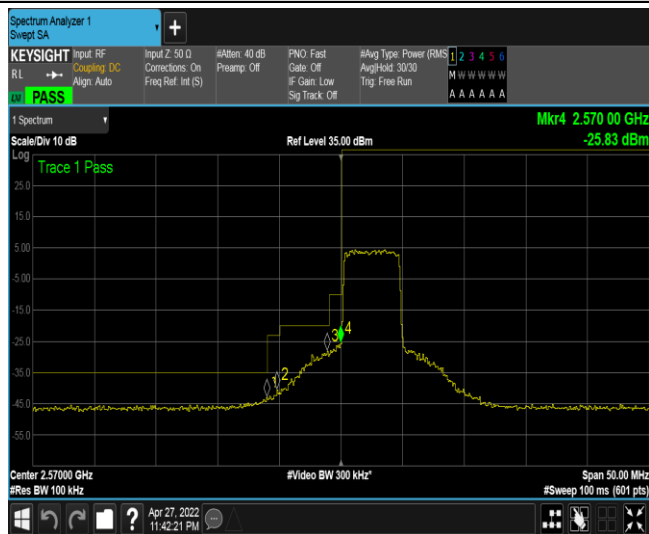 Spectrum Analyzer 1
Swept SA
+
KEYSIGHT
RL
LW PASS
Input: RF
Coupling: DC
Align: Auto
Input Z: 50 Ω
Corrections: On
Freq Ref: Int (S)
#Atten: 40 dB
Preamp: Off
PNO: Fast
Gate: Off
IF Gain: Low
Sig Track: Off
#Avg Type: Power (RMS
Avg|Hold: 30/30
Trig: Free Run
1 2 3 4 5 6
M W W W W W
A A A A A A
1 Spectrum
Mkr4 2.570 00 GHz
Scale/Div 10 dB
Ref Level 35.00 dBm
-25.83 dBm
Log
Trace 1 Pass
25.0
15.0
5.00
-5.00
-15.0
-25.0
-35.0
-45.0
-55.0
1
2
3
4
Center 2.57000 GHz
#Video BW 300 kHz*
Span 50.00 MHz
#Res BW 100 kHz
#Sweep 100 ms (601 pts)
?
Apr 27, 2022
11:42:21 PM